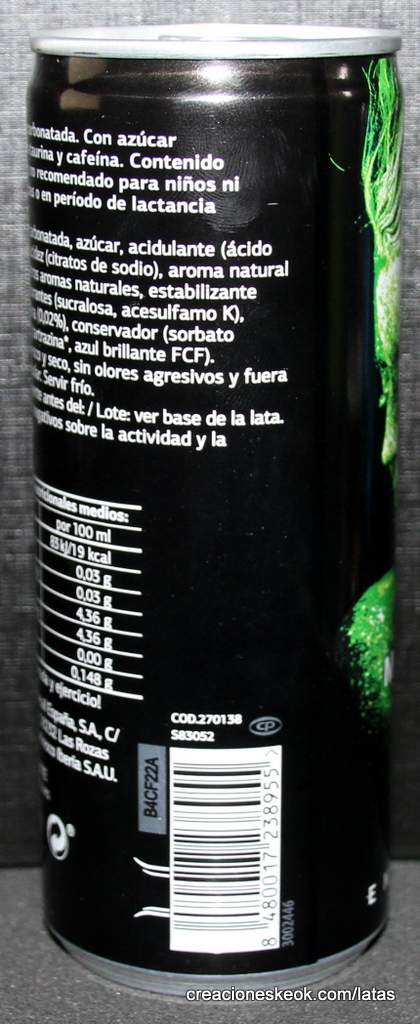 Con azúcar
taurina y cafeína. Contenido
no recomendado para niños ni
o en período de lactancia
azúcar, acidulante (ácido
(citratos de sodio), aroma natural
aromas naturales, estabilizante
(sucralosa, acesulfamo K),
(0,02%), conservador (sorbato
azul brillante FCF).
y seco, sin olores agresivos y fuera
Servir frío.
antes del: / Lote: ver base de la lata.
sobre la actividad y la
medios:
por 100 ml
83 kJ/19 kcal
0,03 g
0,03 g
4,36 g
4,36 g
0,00 g
0,148 g
y ejercicio!
España, S.A., C/
Las Rozas
Iberia S.A.U.
COD.270138 CP
S83052
B4CF22A
8 480017 238955 >
3002446
E
creacioneskeok.com/latas